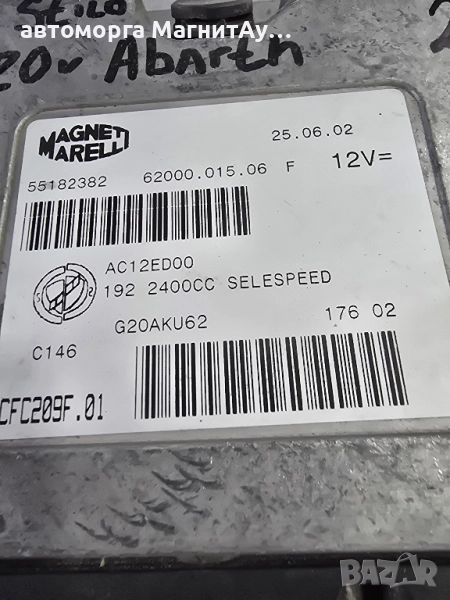 автоморга МагнитАу...
Stilo
20v Abarth
MAGNETI
MARELLI
25.06.02
55182382
62000.015.06 F
12V=
AC12ED00
192 2400CC SELESPEED
G20AKU62
176 02
C146
CFC209F.01
BAZAR